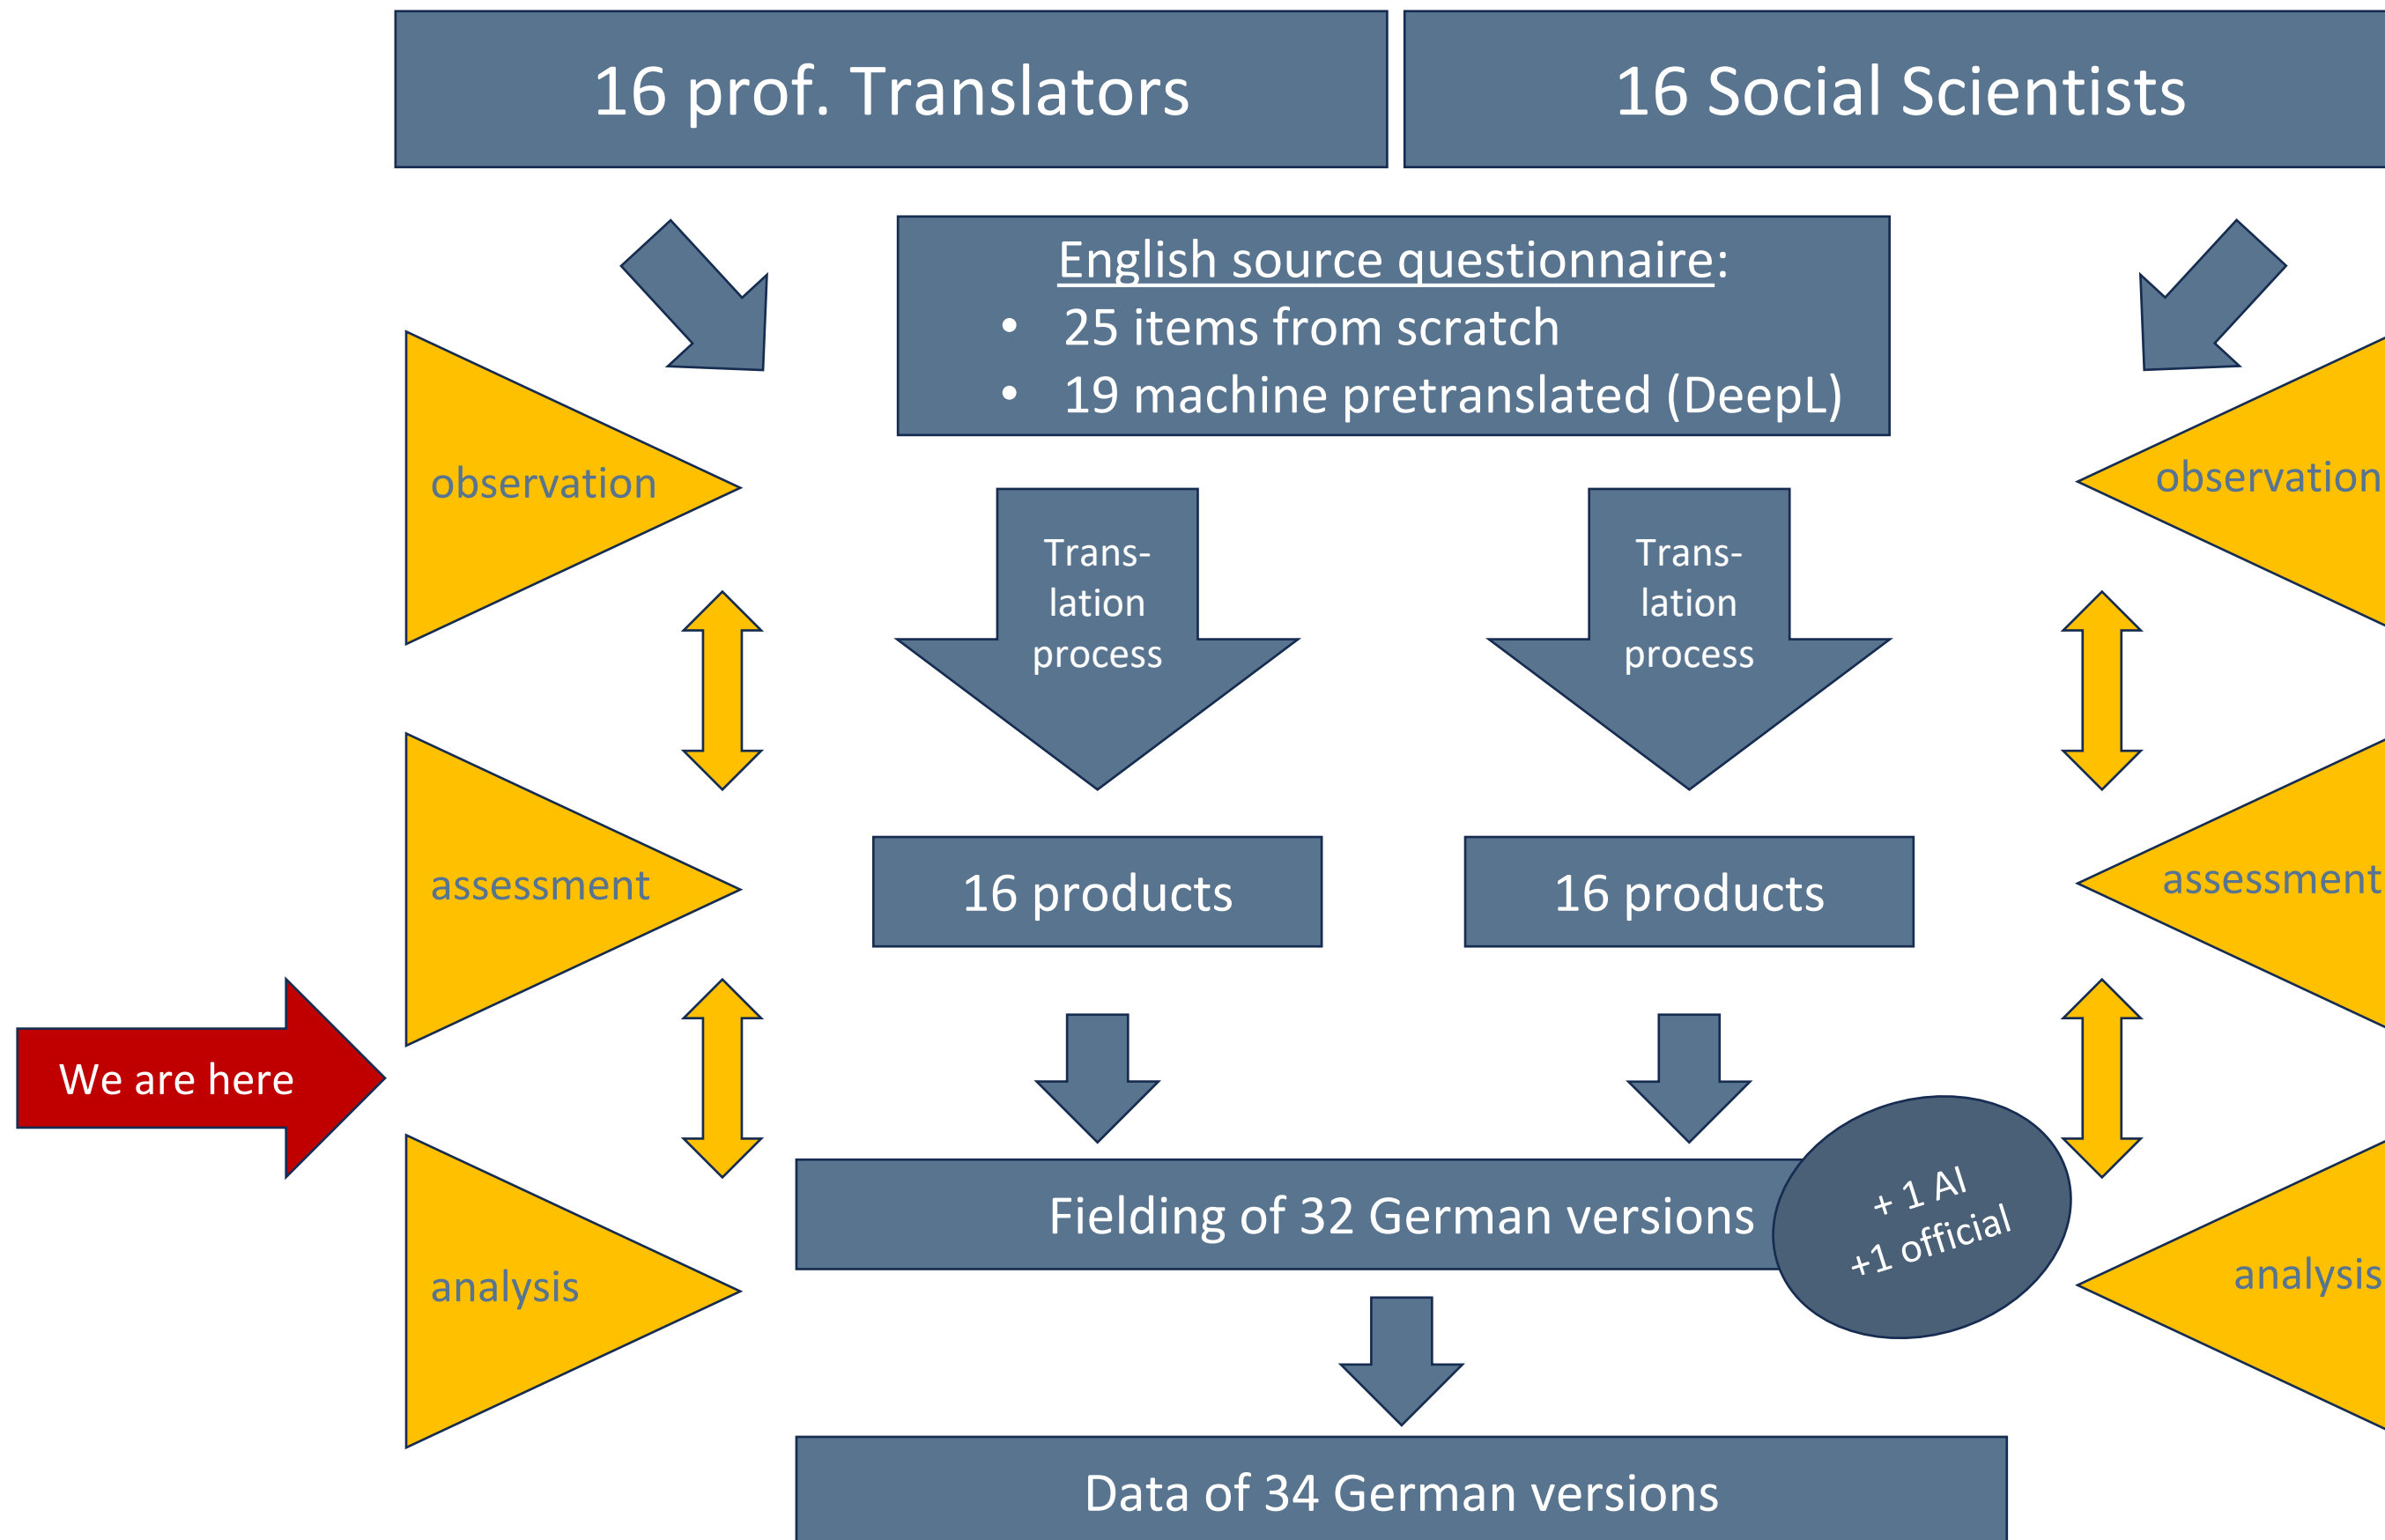 16 prof. Translators
16 Social Scientists
English source questionnaire:
• 25 items from scratch
• 19 machine pretranslated (DeepL)
observation
observation
Trans-
lation
process
Trans-
lation
process
assessment
16 products
16 products
assessment
We are here
Fielding of 32 German versions
+ 1 AI
+1 official
analysis
analysis
Data of 34 German versions